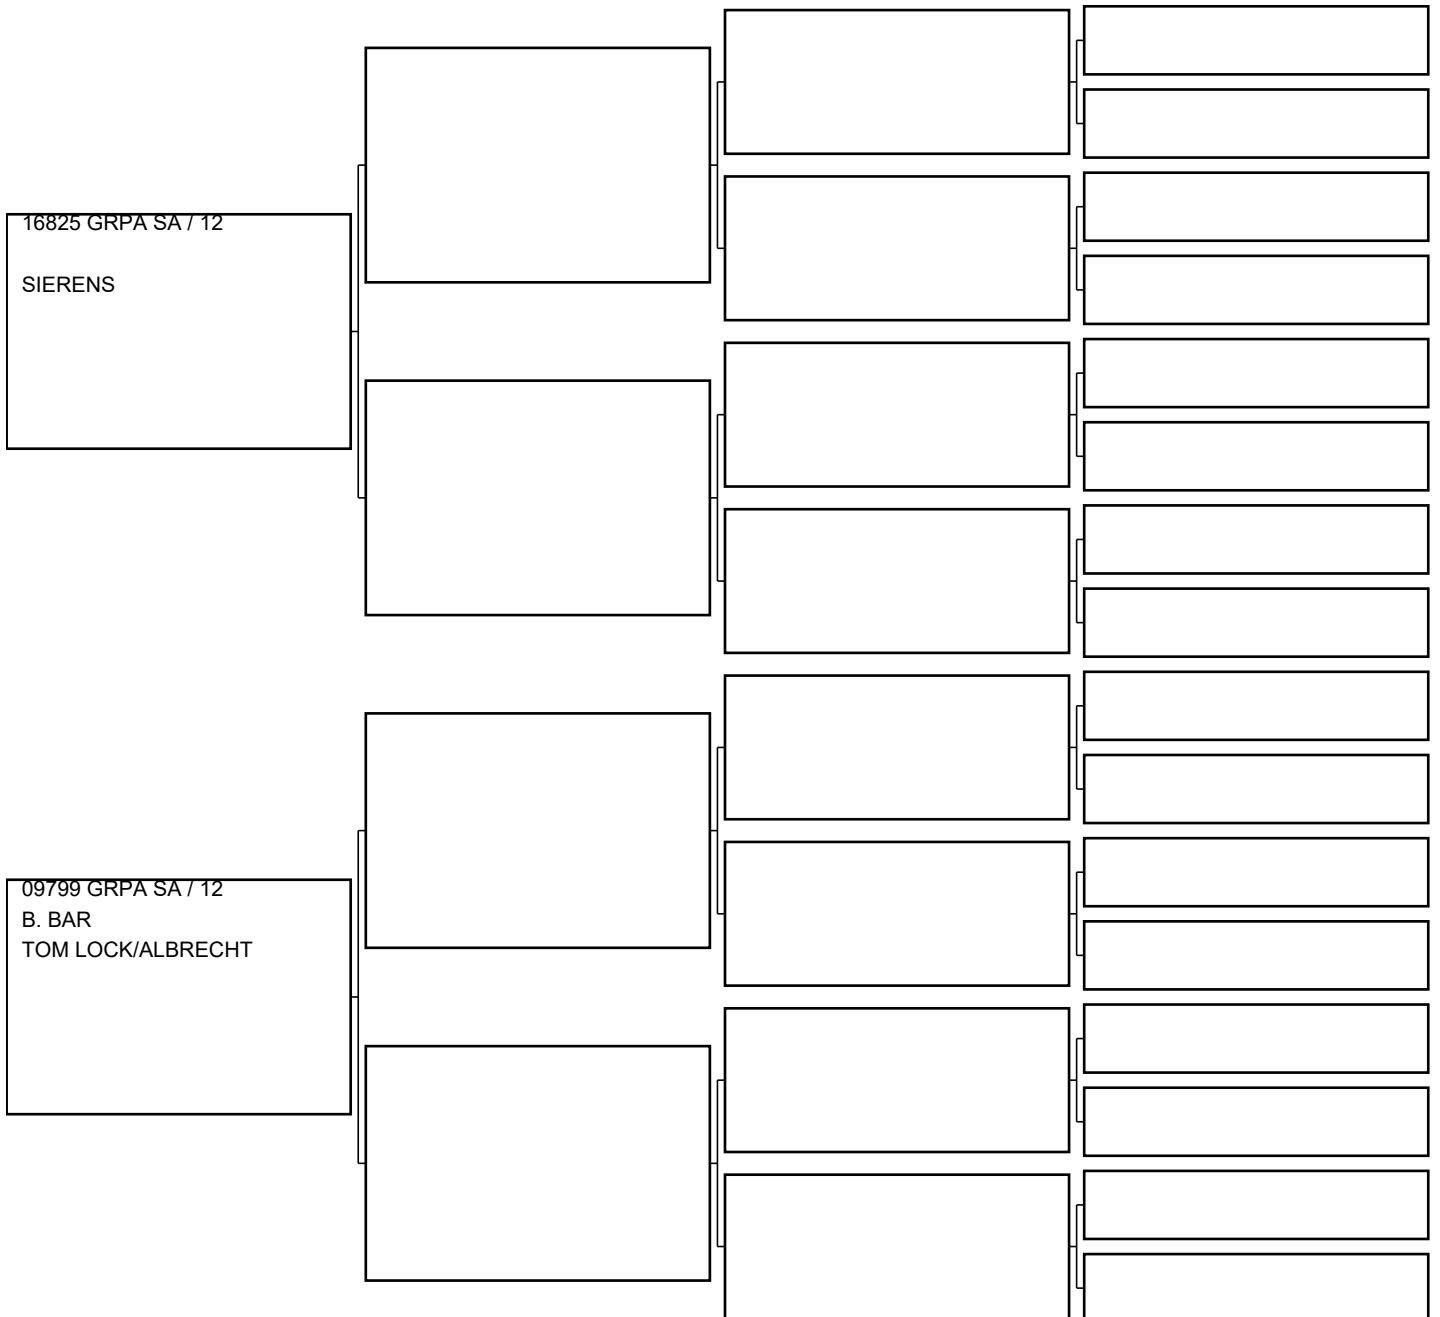 16825 GRPA SA / 12
SIERENS
09799 GRPA SA / 12
B. BAR
TOM LOCK/ALBRECHT